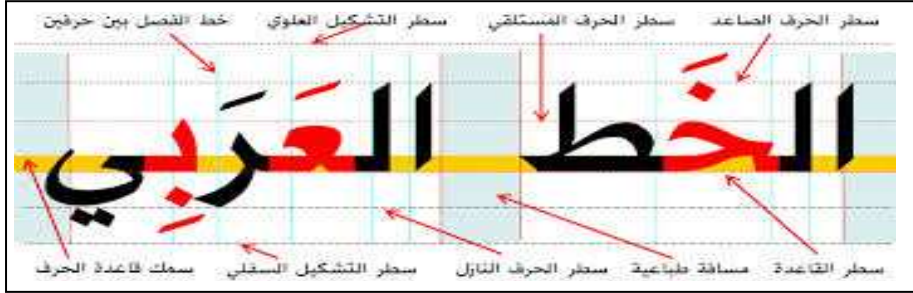 سطر الحرف الصاعد سطر الحرف المستلقي سطر التشكيل العلوي خط الفصل بين حرفين
الخَط العَرَبِي
سطر القاعدة مسافة طباعية سطر الحرف النازل سطر التشكيل السفلي سمك قاعدة الحرف